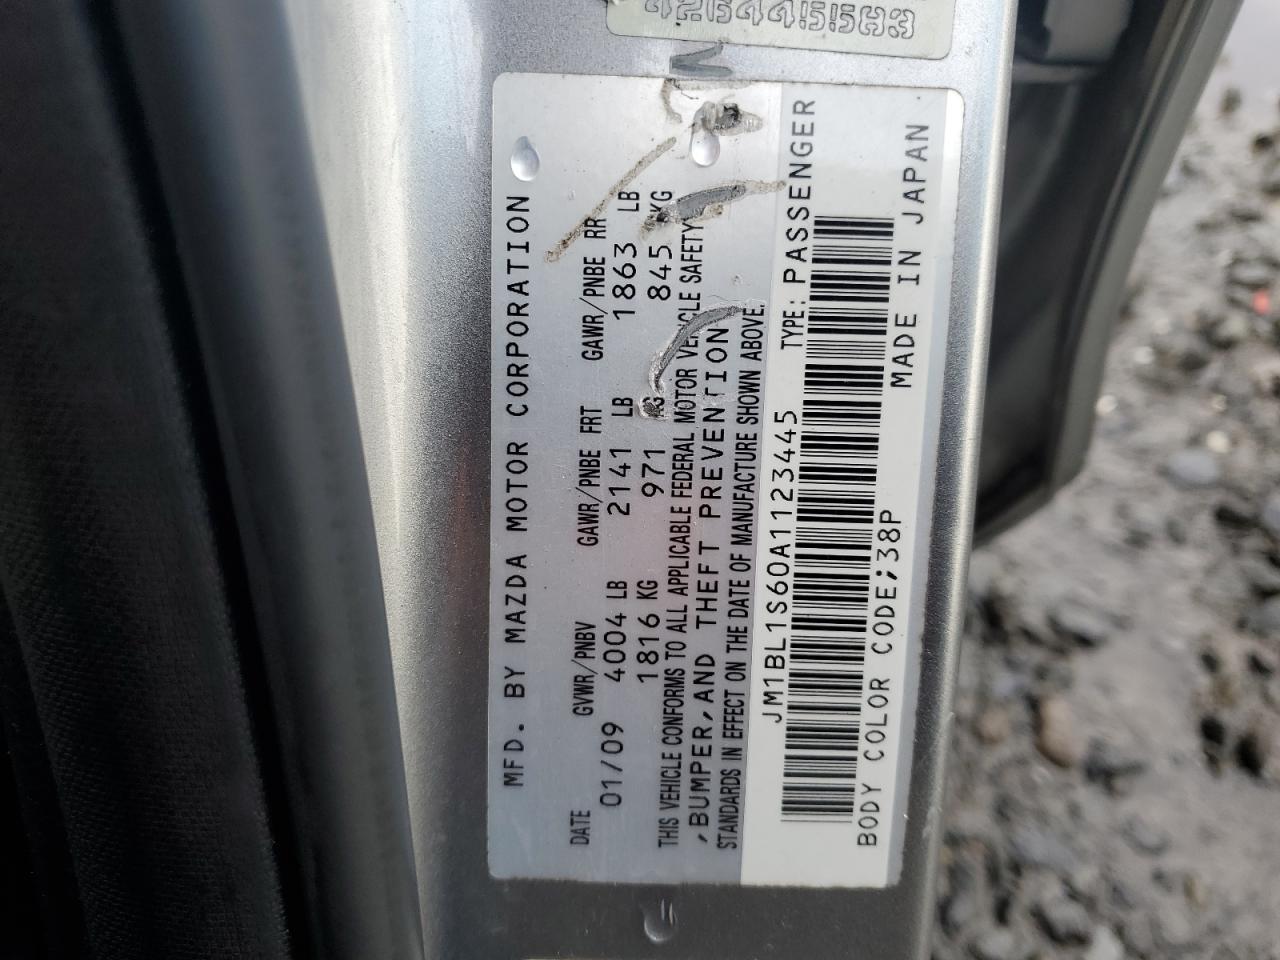 426445583
MFD. BY MAZDA MOTOR CORPORATION
DATE GVWR/PNBV GAWR/PNBE FRT GAWR/PNBE RR
01/09 4004 LB 2141 LB 1863 LB
1816 KG 971 KG 845 KG
THIS VEHICLE CONFORMS TO ALL APPLICABLE FEDERAL MOTOR VEHICLE SAFETY
,BUMPER, AND THEFT PREVENTION
STANDARDS IN EFFECT ON THE DATE OF MANUFACTURE SHOWN ABOVE.
JM1BL1S60A1123445 TYPE: PASSENGER
BODY COLOR CODE;38P MADE IN JAPAN